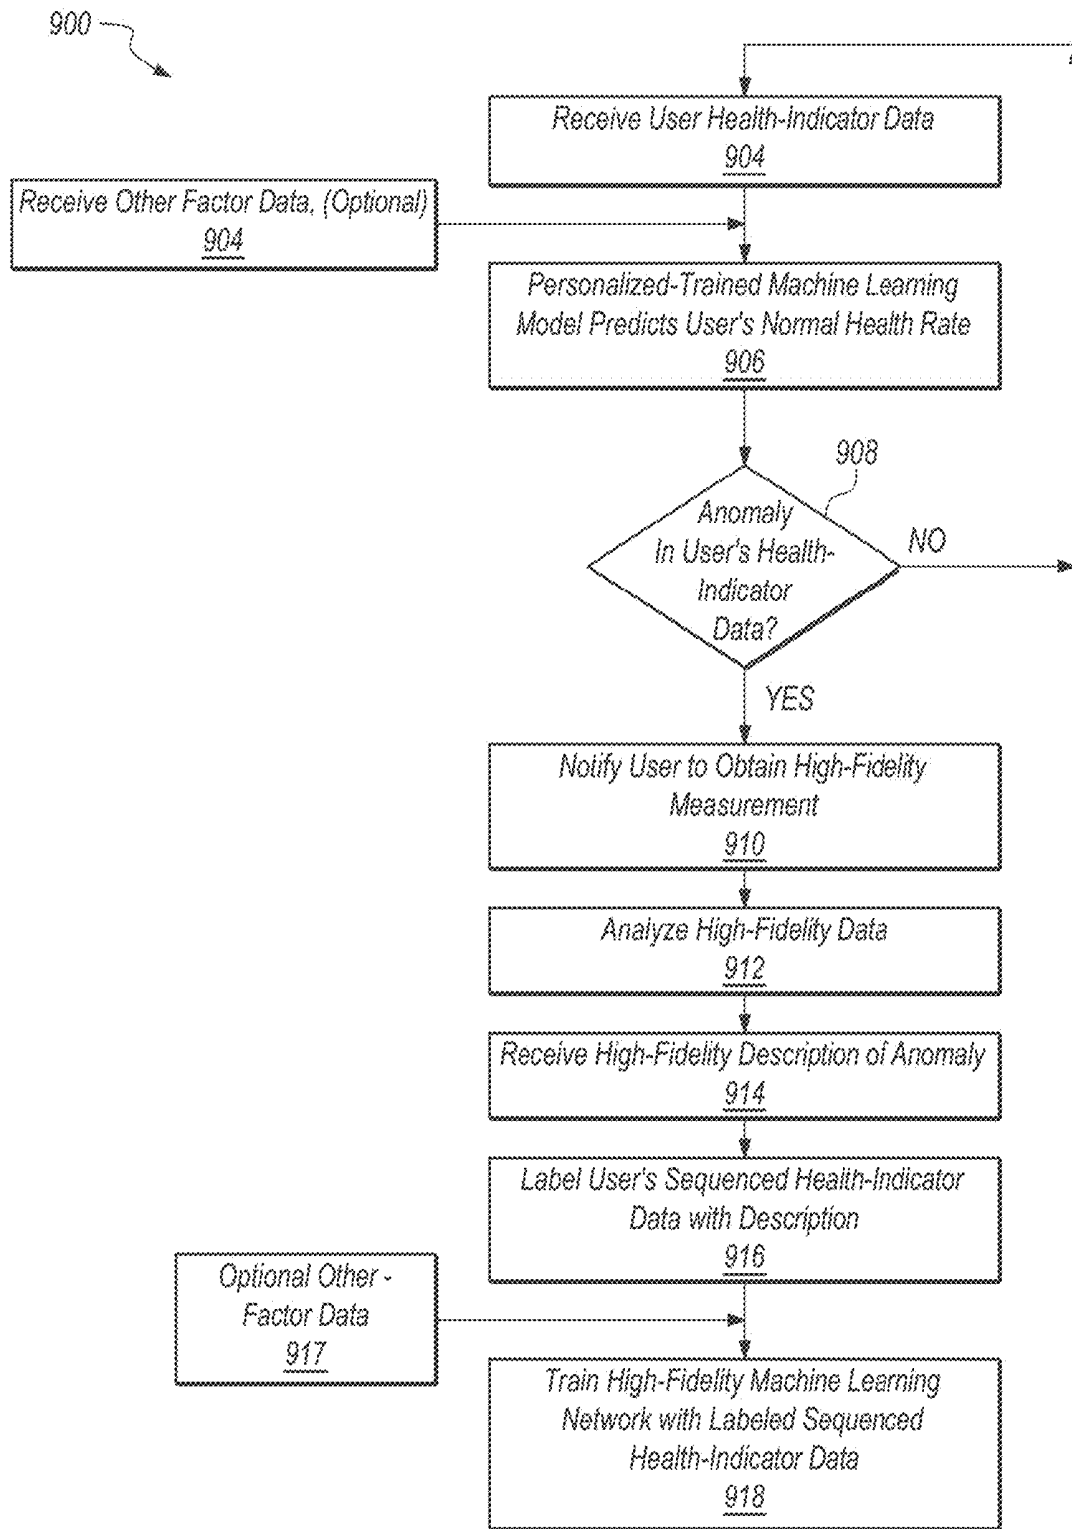 900
Receive User Health-Indicator Data
904
Receive Other Factor Data, (Optional)
904
Personalized-Trained Machine Learning
Model Predicts User's Normal Health Rate
906
908
Anomaly
In User's Health-
Indicator
Data?
NO
YES
Notify User to Obtain High-Fidelity
Measurement
910
Analyze High-Fidelity Data
912
Receive High-Fidelity Description of Anomaly
914
Label User's Sequenced Health-Indicator
Data with Description
916
Optional Other -
Factor Data
917
Train High-Fidelity Machine Learning
Network with Labeled Sequenced
Health-Indicator Data
918